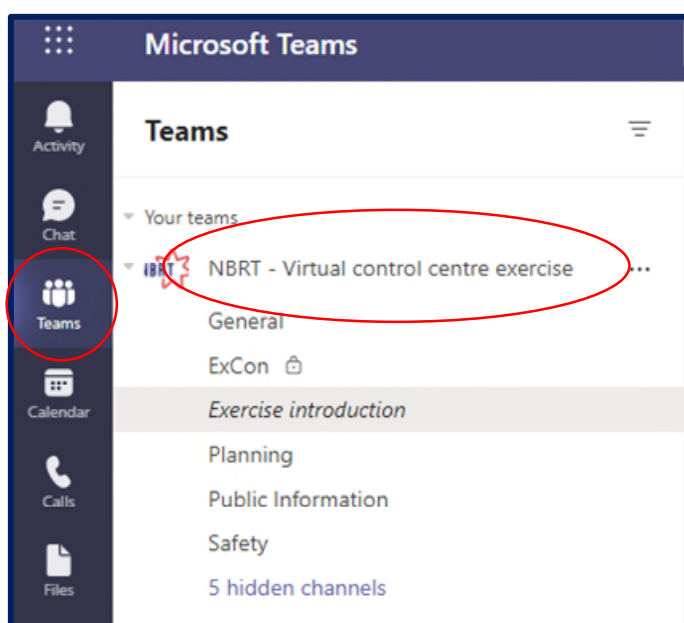 Microsoft Teams
Activity
Chat
Teams
Calendar
Calls
Files
Teams
Your teams
NBRT - Virtual control centre exercise
General
ExCon
Exercise introduction
Planning
Public Information
Safety
5 hidden channels